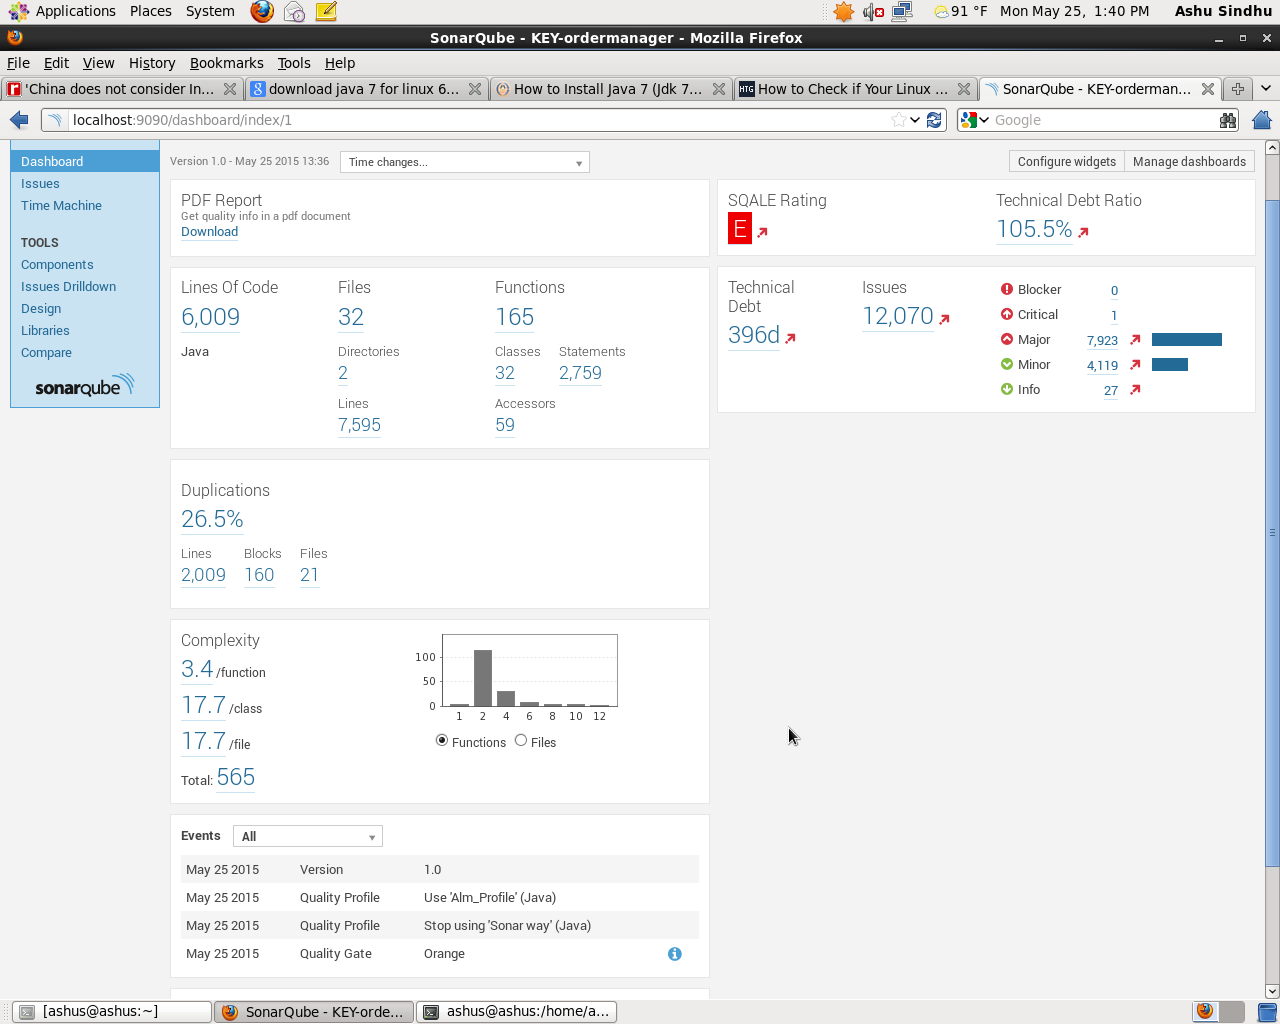 Applications Places System 91 °F Mon May 25, 1:40 PM Ashu Sindhu
SonarQube - KEY-ordermanager - Mozilla Firefox
File Edit View History Bookmarks Tools Help
'China does not consider In... download java 7 for linux 6... How to Install Java 7 (Jdk 7... HTG How to Check if Your Linux ... SonarQube - KEY-orderman...
localhost:9090/dashboard/index/1 Google
Dashboard
Issues
Time Machine
TOOLS
Components
Issues Drilldown
Design
Libraries
Compare
sonarqube
Version 1.0 - May 25 2015 13:36 Time changes... Configure widgets Manage dashboards
PDF Report
Get quality info in a pdf document
Download
Lines Of Code
6,009
Java
Files
32
Directories
2
Lines
7,595
Functions
165
Classes Statements
32 2,759
Accessors
59
Duplications
26.5%
Lines Blocks Files
2,009 160 21
Complexity
3.4 /function
17.7 /class
17.7 /file
Total: 565
100
50
0
1 2 4 6 8 10 12
Functions Files
Events All
May 25 2015 Version 1.0
May 25 2015 Quality Profile Use 'Alm_Profile' (Java)
May 25 2015 Quality Profile Stop using 'Sonar way' (Java)
May 25 2015 Quality Gate Orange
SQALE Rating
E
Technical Debt Ratio
105.5%
Technical
Debt
396d
Issues
12,070
Blocker 0
Critical 1
Major 7,923
Minor 4,119
Info 27
[ashus@ashus:~] SonarQube - KEY-orde... ashus@ashus:/home/a...